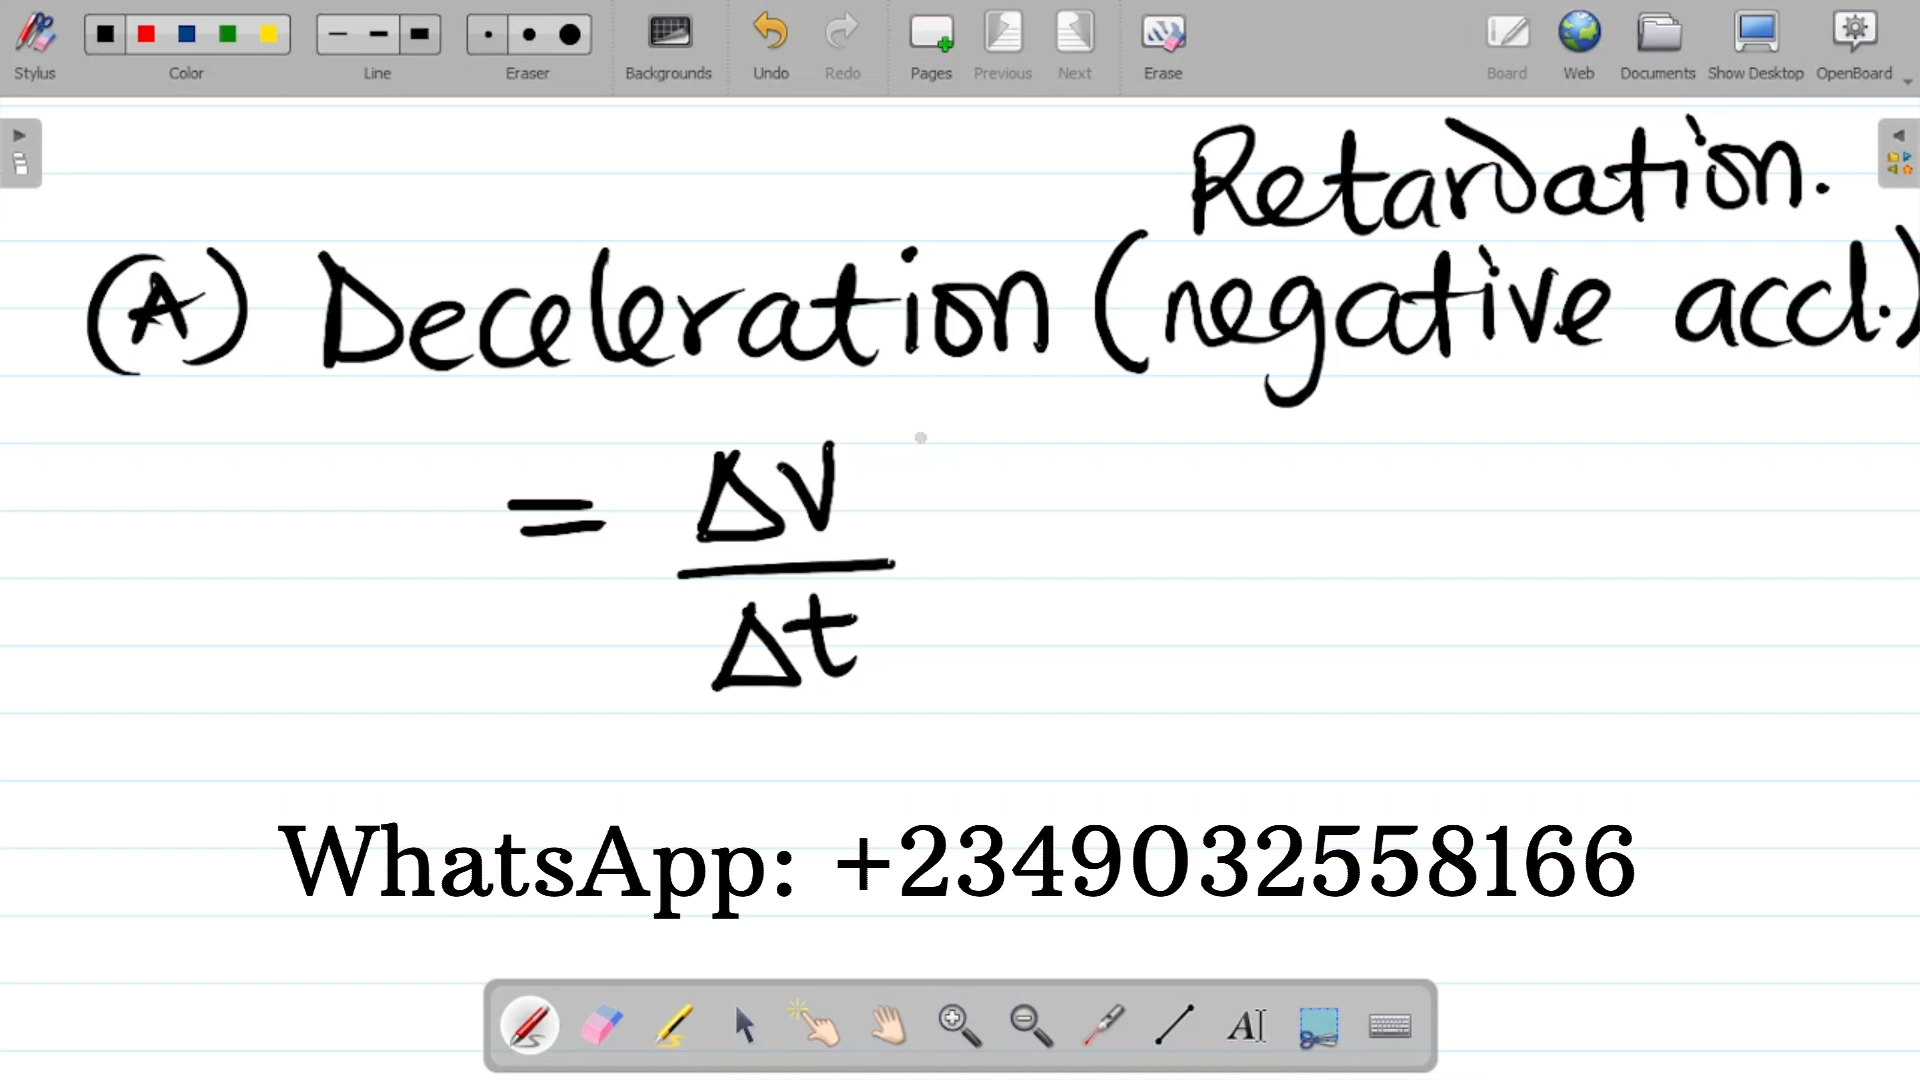 Stylus
Color
Line
Eraser
Backgrounds
Undo
Redo
Pages
Previous
Next
Erase
Board
Web
Documents
Show Desktop
OpenBoard
Retardation.
(A) Deceleration (negative accl.)
= ΔV
Δt
WhatsApp: +2349032558166